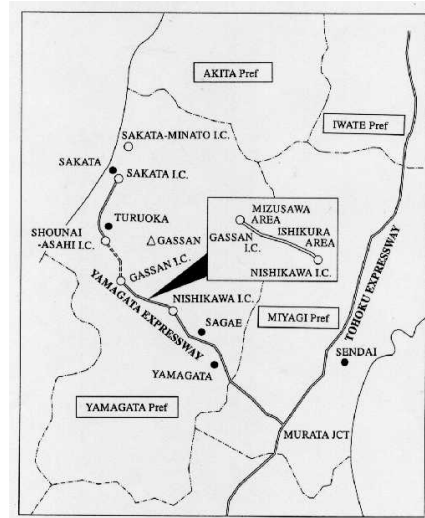 AKITA Pref
IWATE Pref
SAKATA-MINATO I.C.
SAKATA
SAKATA I.C.
TURUOKA
SHOUNAI
-ASAHI I.C.
GASSAN
GASSAN I.C.
MIZUSAWA
AREA
ISHIKURA
AREA
GASSAN
I.C.
NISHIKAWA I.C.
YAMAGATA EXPRESSWAY
NISHIKAWA I.C.
SAGAE
MIYAGI Pref
TOHOKU EXPRESSWAY
SENDAI
YAMAGATA
YAMAGATA Pref
MURATA JCT